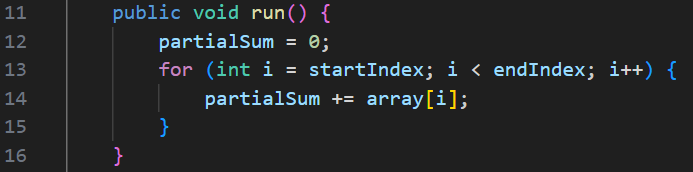 11 public void run() {
12 partialSum = 0;
13 for (int i = startIndex; i < endIndex; i++) {
14 partialSum += array[i];
15 }
16 }